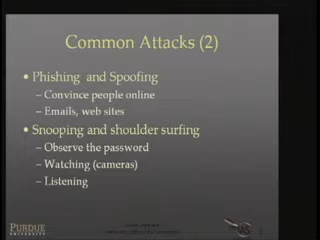 Common Attacks (2)
• Phishing and Spoofing
– Convince people online
– Emails, web sites
• Snooping and shoulder surfing
– Observe the password
– Watching (cameras)
– Listening
PURDUE
UNIVERSITY